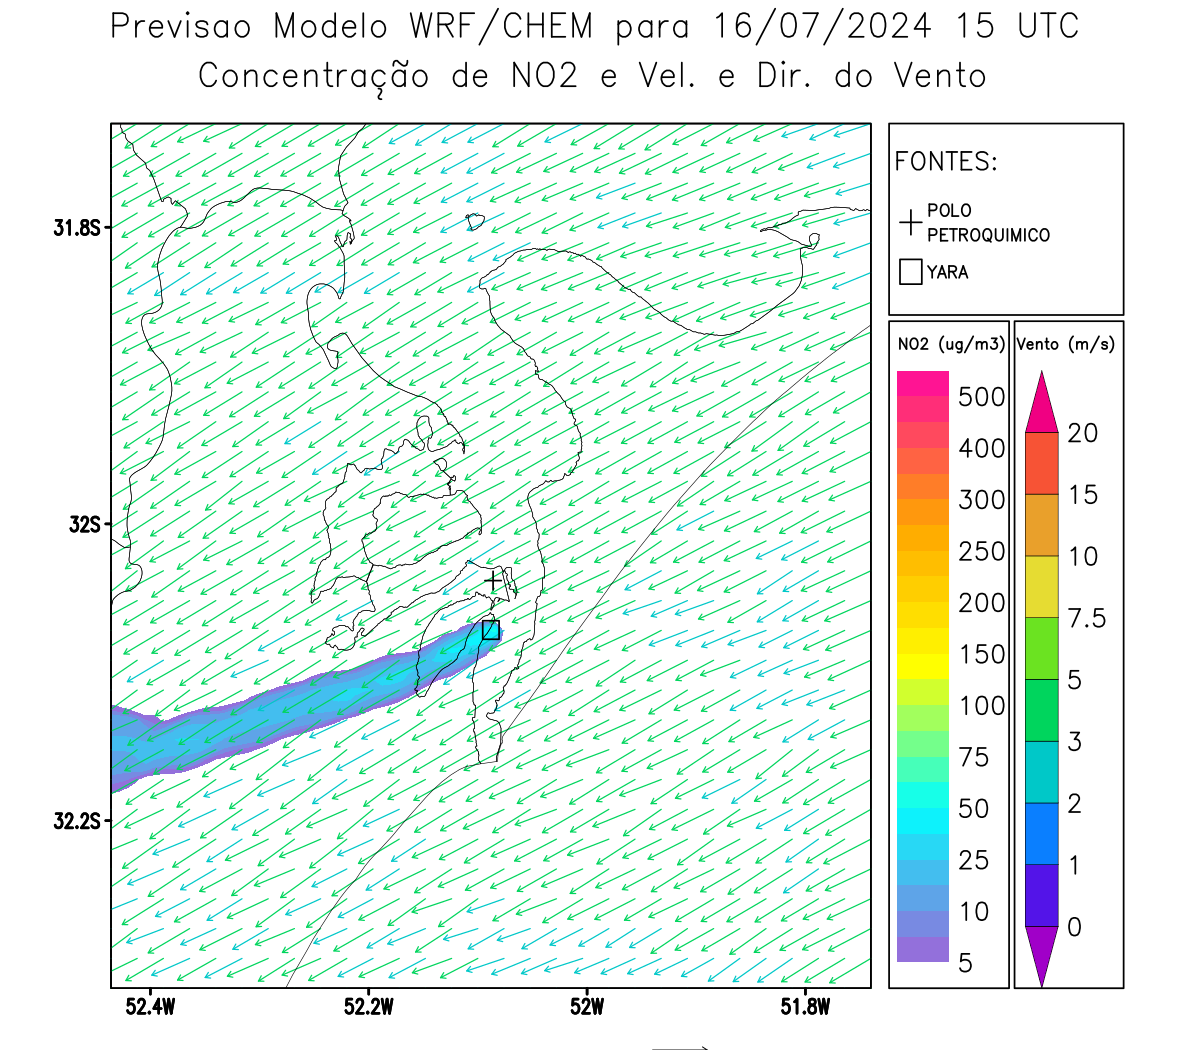 Previsao Modelo WRF/CHEM para 16/07/2024 15 UTC
Concentração de NO2 e Vel. e Dir. do Vento
FONTES:
POLO
PETROQUIMICO
YARA
NO2 (ug/m3)
500
400
300
250
200
150
100
75
50
25
10
5
Vento (m/s)
20
15
10
7.5
5
3
2
1
0
31.8S
32S
32.2S
52.4W
52.2W
52W
51.8W